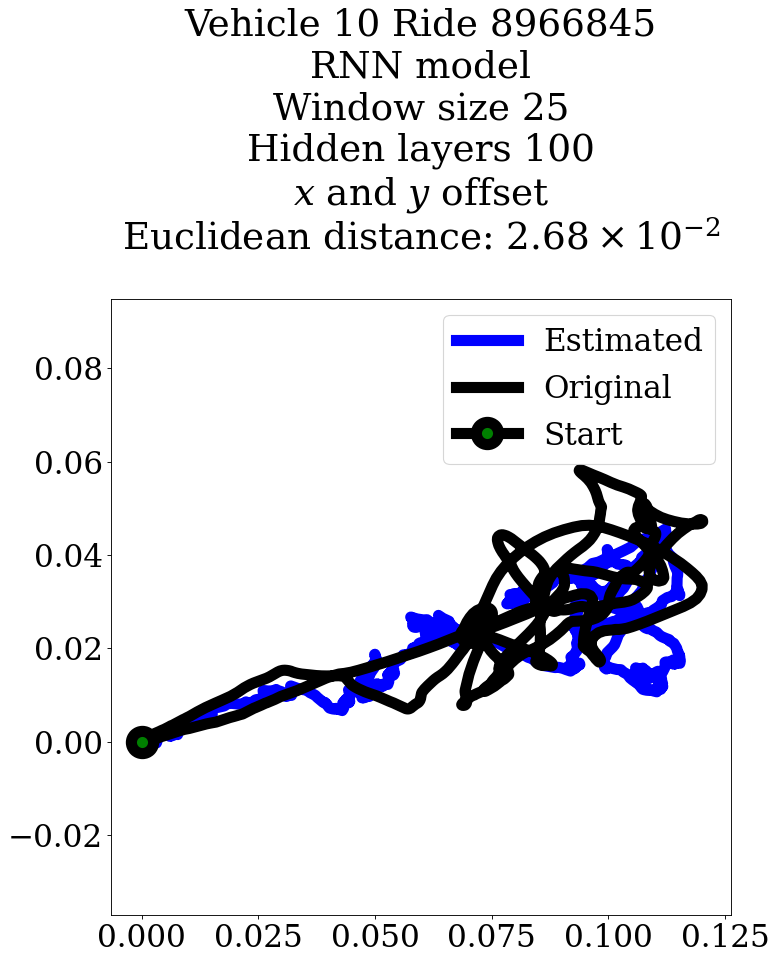 Vehicle 10 Ride 8966845
RNN model
Window size 25
Hidden layers 100
x and y offset
Euclidean distance: 2.68 × 10⁻²
Estimated
Original
Start
0.08
0.06
0.04
0.02
0.00
−0.02
0.000 0.025 0.050 0.075 0.100 0.125